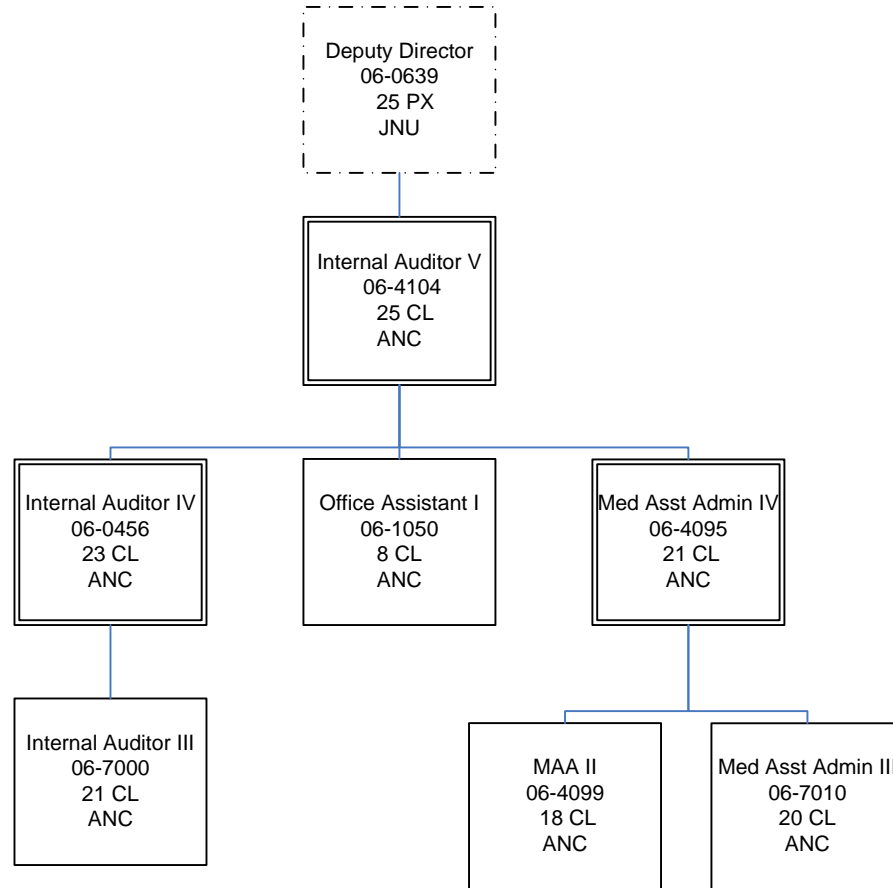 Deputy Director
06-0639
25 PX
JNU
Internal Auditor V
06-4104
25 CL
ANC
Internal Auditor IV
06-0456
23 CL
ANC
Office Assistant I
06-1050
8 CL
ANC
Med Asst Admin IV
06-4095
21 CL
ANC
Internal Auditor III
06-7000
21 CL
ANC
MAA II
06-4099
18 CL
ANC
Med Asst Admin III
06-7010
20 CL
ANC